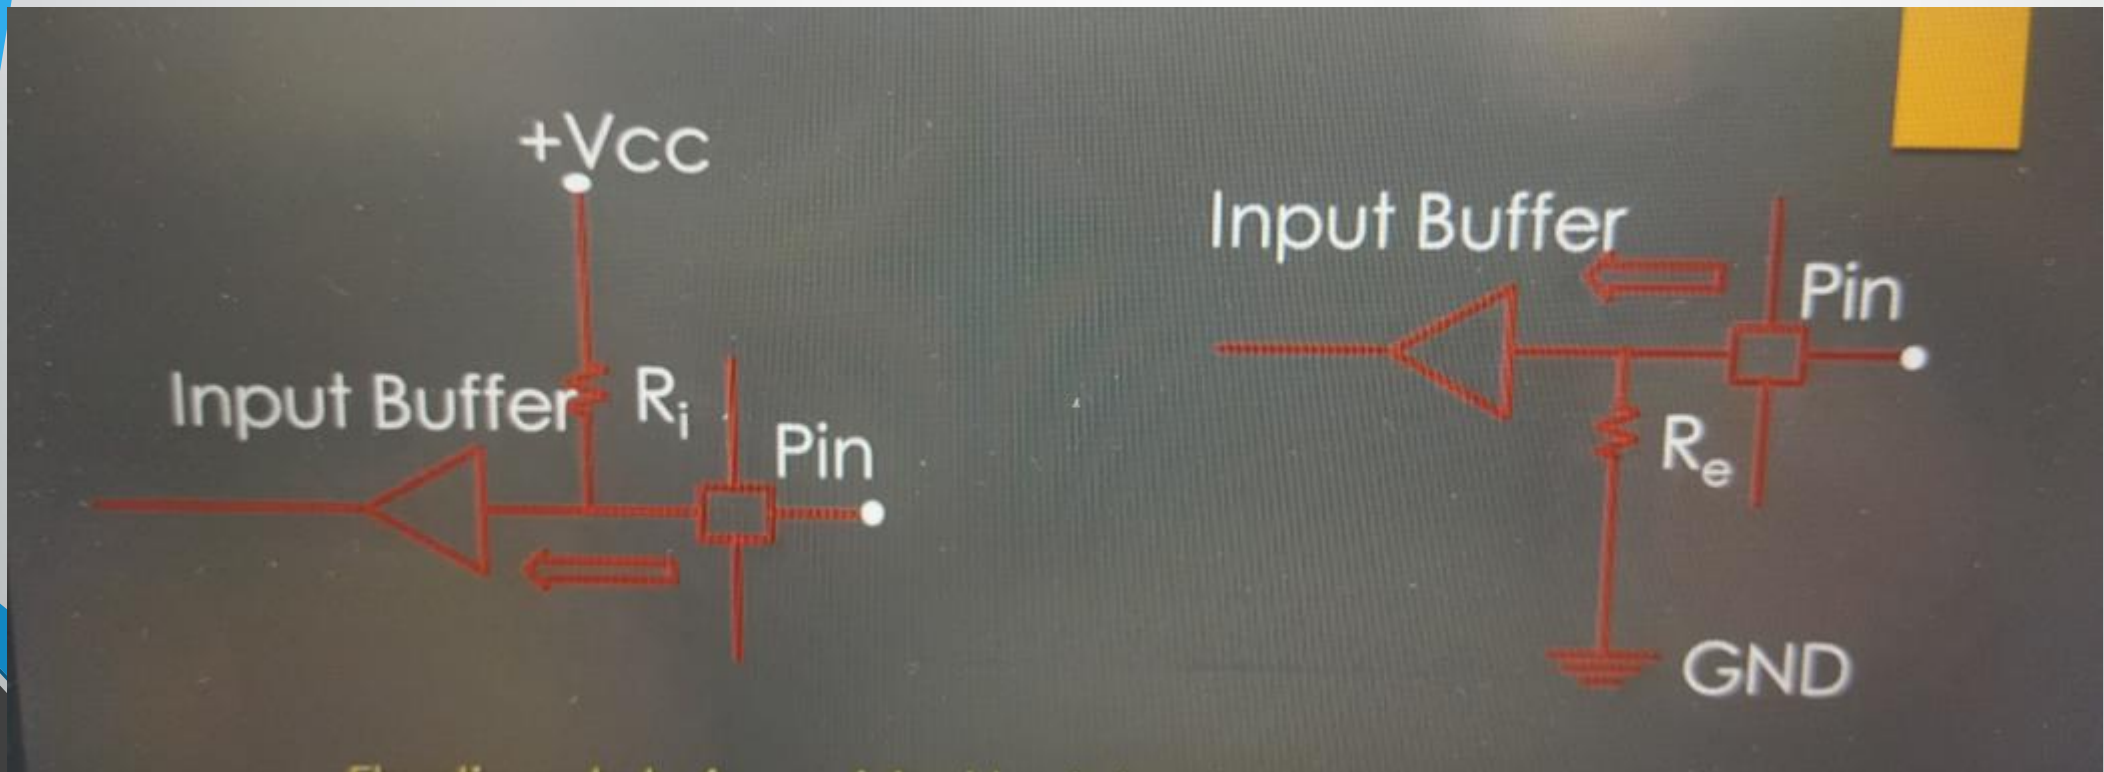 +Vcc
Input Buffer
Ri
Pin
Input Buffer
Pin
Re
GND